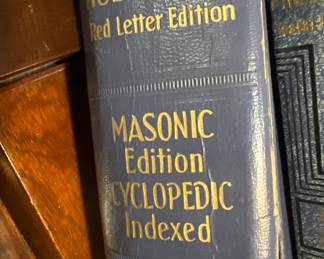 Red Letter Edition
MASONIC
Edition
CYCLOPEDIC
Indexed